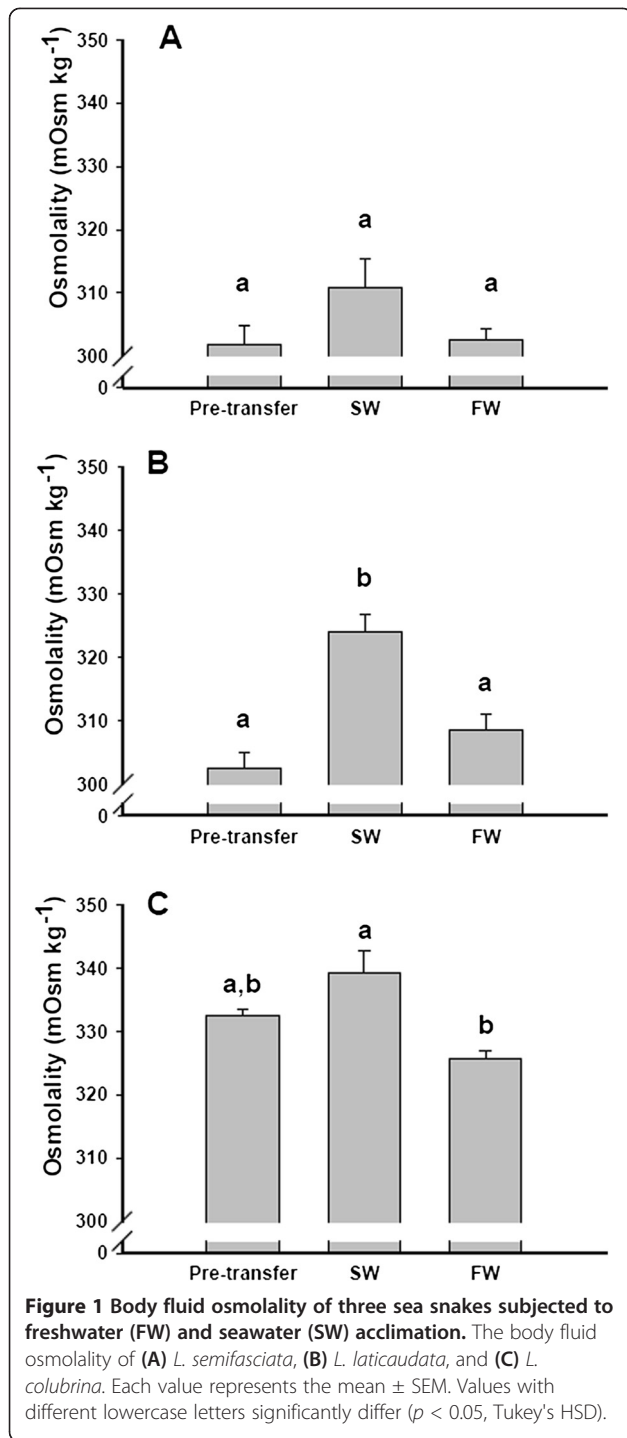 A
350
340
330
320
310
300
0
Osmolality (mOsm kg-1)
a
a
a
Pre-transfer SW FW
B
350
340
330
320
310
300
0
Osmolality (mOsm kg-1)
a
b
a
Pre-transfer SW FW
C
350
340
330
320
310
300
0
Osmolality (mOsm kg-1)
a,b
a
b
Pre-transfer SW FW
Figure 1 Body fluid osmolality of three sea snakes subjected to
freshwater (FW) and seawater (SW) acclimation. The body fluid
osmolality of (A) L. semifasciata, (B) L. laticaudata, and (C) L.
colubrina. Each value represents the mean ± SEM. Values with
different lowercase letters significantly differ (p < 0.05, Tukey's HSD).